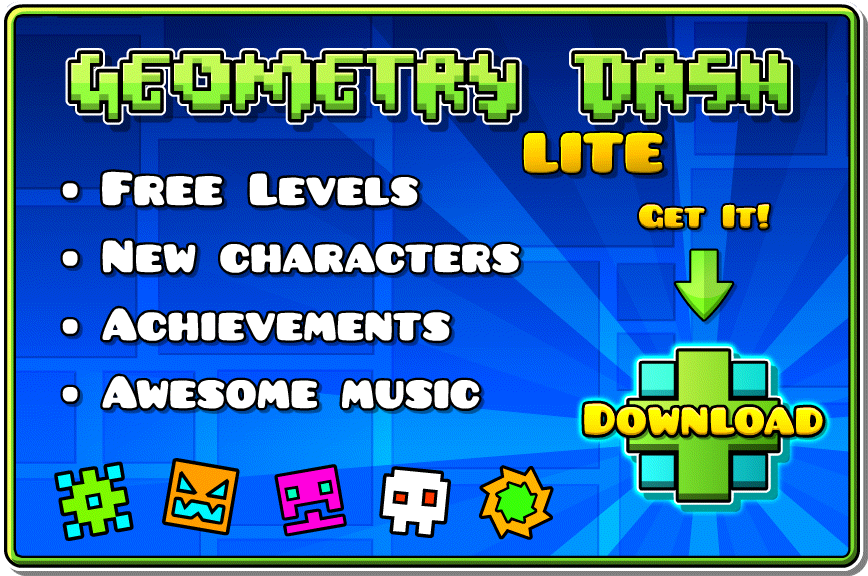 GEOMETRY DASH
LITE
• FREE LEVELS
• NEW CHARACTERS
• ACHIEVEMENTS
• AWESOME MUSIC
GET IT!
DOWNLOAD